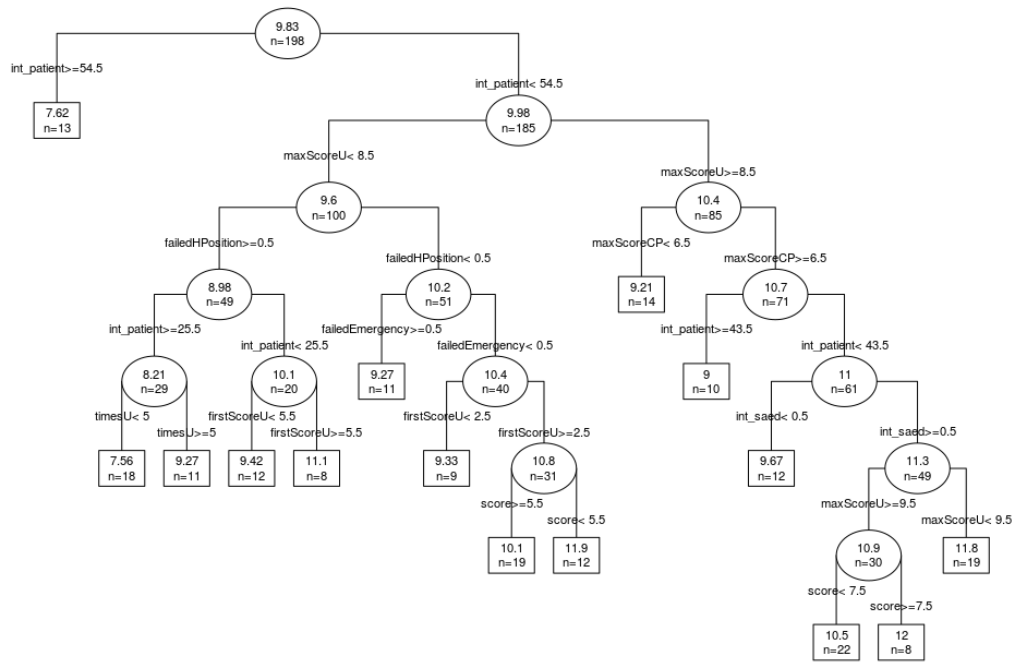 9.83
n=198
int_patient>=54.5
int_patient< 54.5
7.62
n=13
9.98
n=185
maxScoreU< 8.5
maxScoreU>=8.5
9.6
n=100
10.4
n=85
failedHPosition>=0.5
failedHPosition< 0.5
maxScoreCP< 6.5
maxScoreCP>=6.5
8.98
n=49
10.2
n=51
9.21
n=14
10.7
n=71
int_patient>=25.5
int_patient< 25.5
failedEmergency>=0.5
failedEmergency< 0.5
int_patient>=43.5
int_patient< 43.5
8.21
n=29
10.1
n=20
9.27
n=11
10.4
n=40
9
n=10
11
n=61
timesU< 5
timesU>=5
firstScoreU< 5.5
firstScoreU>=5.5
firstScoreU< 2.5
firstScoreU>=2.5
int_saed< 0.5
int_saed>=0.5
7.56
n=18
9.27
n=11
9.42
n=12
11.1
n=8
9.33
n=9
10.8
n=31
9.67
n=12
11.3
n=49
score>=5.5
score< 5.5
maxScoreU>=9.5
maxScoreU< 9.5
10.1
n=19
11.9
n=12
10.9
n=30
11.8
n=19
score< 7.5
score>=7.5
10.5
n=22
12
n=8